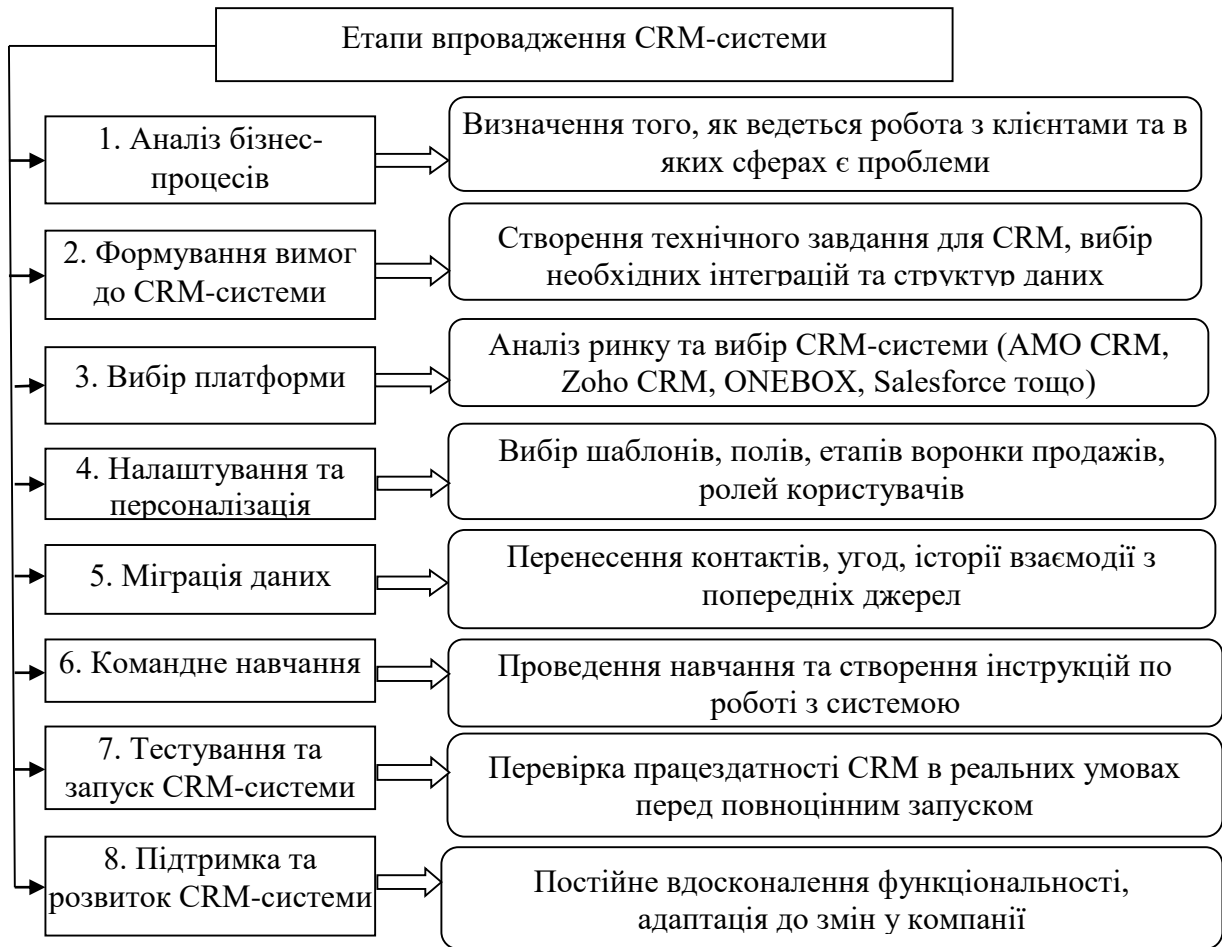 Етапи впровадження CRM-системи
1. Аналіз бізнес-
процесів
Визначення того, як ведеться робота з клієнтами та в
яких сферах є проблеми
2. Формування вимог
до CRM-системи
Створення технічного завдання для CRM, вибір
необхідних інтеграцій та структур даних
3. Вибір платформи
Аналіз ринку та вибір CRM-системи (АМО CRM,
Zoho CRM, ONEBOX, Salesforce тощо)
4. Налаштування та
персоналізація
Вибір шаблонів, полів, етапів воронки продажів,
ролей користувачів
5. Міграція даних
Перенесення контактів, угод, історії взаємодії з
попередніх джерел
6. Командне навчання
Проведення навчання та створення інструкцій по
роботі з системою
7. Тестування та
запуск CRM-системи
Перевірка працездатності CRM в реальних умовах
перед повноцінним запуском
8. Підтримка та
розвиток CRM-системи
Постійне вдосконалення функціональності,
адаптація до змін у компанії